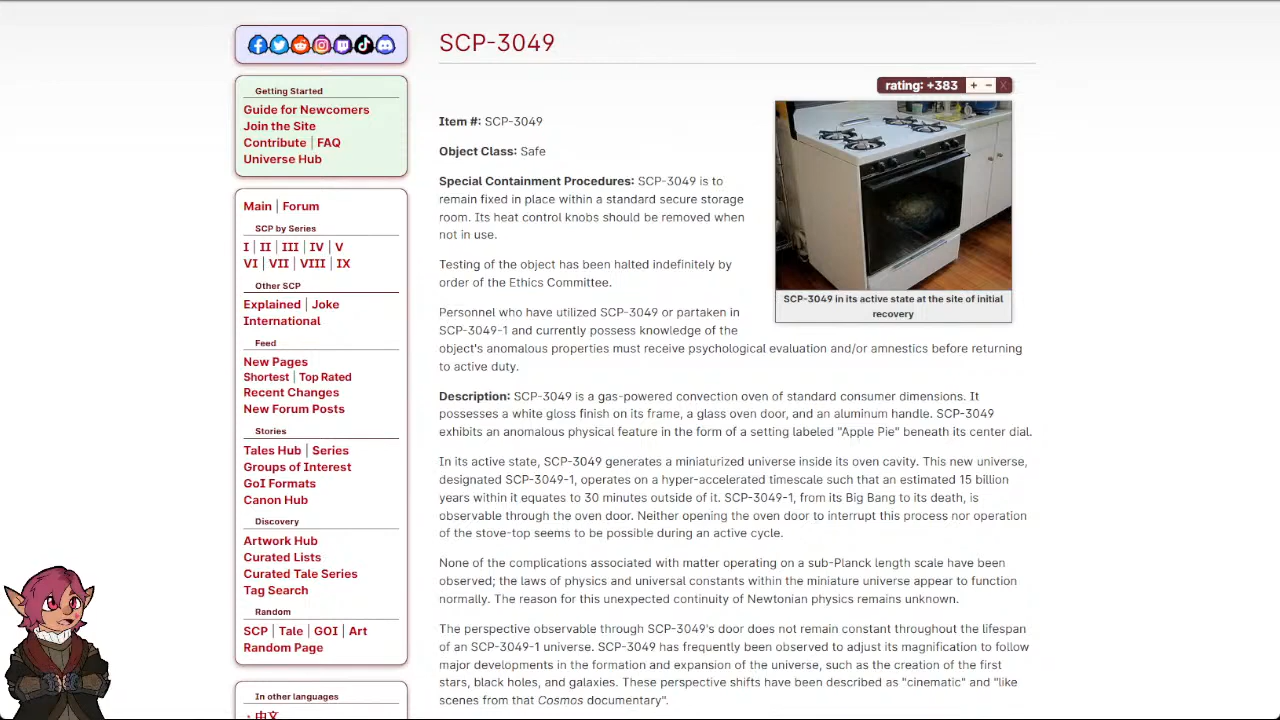 Getting Started
Guide for Newcomers
Join the Site
Contribute | FAQ
Universe Hub
Main | Forum
SCP by Series
I | II | III | IV | V
VI | VII | VIII | IX
Other SCP
Explained | Joke
International
Feed
New Pages
Shortest | Top Rated
Recent Changes
New Forum Posts
Stories
Tales Hub | Series
Groups of Interest
GoI Formats
Canon Hub
Discovery
Artwork Hub
Curated Lists
Curated Tale Series
Tag Search
Random
SCP | Tale | GOI | Art
Random Page
In other languages
中文
SCP-3049
rating: +383 + − X
Item #: SCP-3049
Object Class: Safe
Special Containment Procedures: SCP-3049 is to
remain fixed in place within a standard secure storage
room. Its heat control knobs should be removed when
not in use.
Testing of the object has been halted indefinitely by
order of the Ethics Committee.
SCP-3049 in its active state at the site of initial
recovery
Personnel who have utilized SCP-3049 or partaken in
SCP-3049-1 and currently possess knowledge of the
object's anomalous properties must receive psychological evaluation and/or amnestics before returning
to active duty.
Description: SCP-3049 is a gas-powered convection oven of standard consumer dimensions. It
possesses a white gloss finish on its frame, a glass oven door, and an aluminum handle. SCP-3049
exhibits an anomalous physical feature in the form of a setting labeled "Apple Pie" beneath its center dial.
In its active state, SCP-3049 generates a miniaturized universe inside its oven cavity. This new universe,
designated SCP-3049-1, operates on a hyper-accelerated timescale such that an estimated 15 billion
years within it equates to 30 minutes outside of it. SCP-3049-1, from its Big Bang to its death, is
observable through the oven door. Neither opening the oven door to interrupt this process nor operation
of the stove-top seems to be possible during an active cycle.
None of the complications associated with matter operating on a sub-Planck length scale have been
observed; the laws of physics and universal constants within the miniature universe appear to function
normally. The reason for this unexpected continuity of Newtonian physics remains unknown.
The perspective observable through SCP-3049's door does not remain constant throughout the lifespan
of an SCP-3049-1 universe. SCP-3049 has frequently been observed to adjust its magnification to follow
major developments in the formation and expansion of the universe, such as the creation of the first
stars, black holes, and galaxies. These perspective shifts have been described as "cinematic" and "like
scenes from that Cosmos documentary".